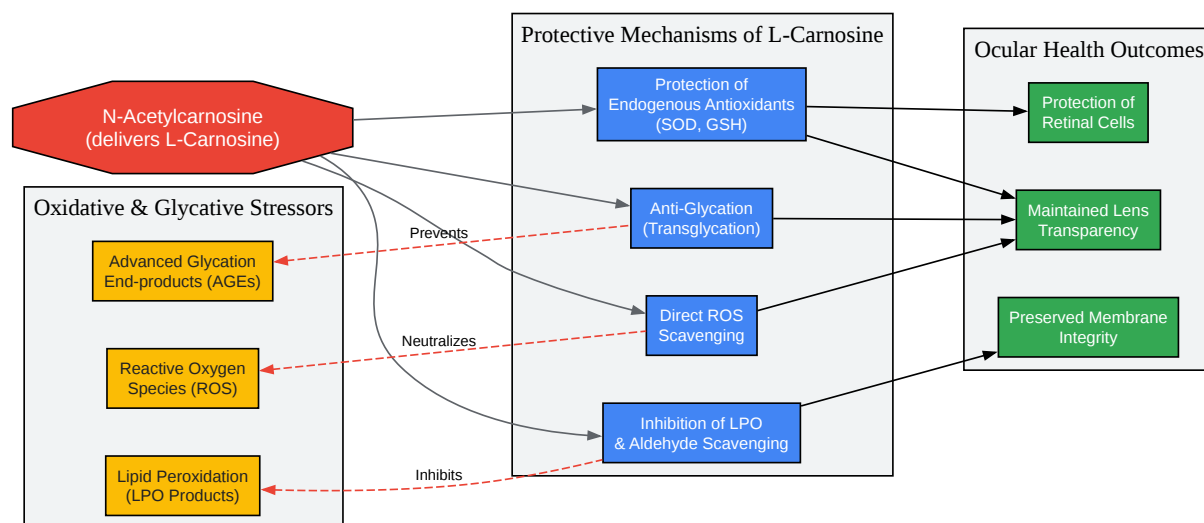 N-Acetylcarnosine
(delivers L-Carnosine)
Oxidative & Glycative Stressors
Advanced Glycation
End-products (AGEs)
Reactive Oxygen
Species (ROS)
Lipid Peroxidation
(LPO Products)
Prevents
Neutralizes
Inhibits
Protective Mechanisms of L-Carnosine
Protection of
Endogenous Antioxidants
(SOD, GSH)
Anti-Glycation
(Transglycation)
Direct ROS
Scavenging
Inhibition of LPO
& Aldehyde Scavenging
Ocular Health Outcomes
Protection of
Retinal Cells
Maintained Lens
Transparency
Preserved Membrane
Integrity